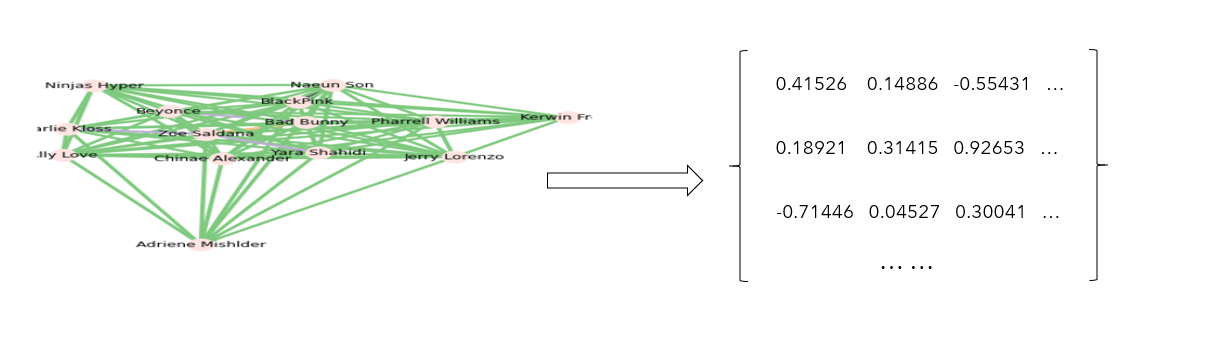 Ninjas Hyper
Naeun Son
BlackPink
Beyonce
Bad Bunny
Pharrell Williams
Kerwin Fr
arlie Kloss
Zoe Saldana
lly Love
Chinae Alexander
Yara Shahidi
Jerry Lorenzo
Adriene Mishlder
0.41526 0.14886 -0.55431 ...
0.18921 0.31415 0.92653 ...
-0.71446 0.04527 0.30041 ...
... ...